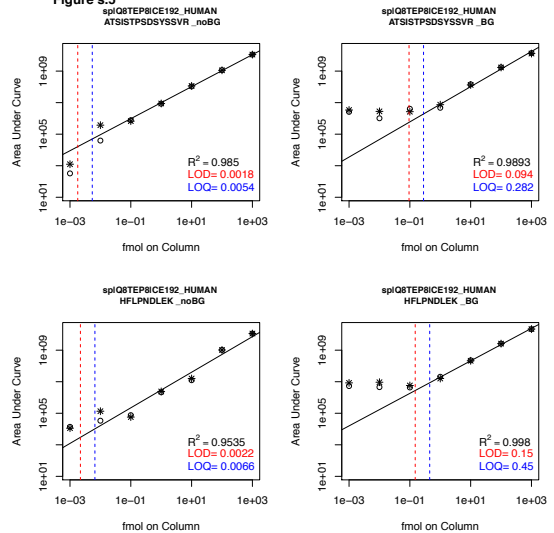 Figure s.5
sp|Q8TEP8|CE192_HUMAN
ATSISTPSDSYSSVR _noBG
Area Under Curve
1e+09
1e+05
1e+01
R2 = 0.985
LOD= 0.0018
LOQ= 0.0054
1e−03
1e−01
1e+01
1e+03
fmol on Column
sp|Q8TEP8|CE192_HUMAN
ATSISTPSDSYSSVR _BG
Area Under Curve
1e+09
1e+05
1e+01
R2 = 0.9893
LOD= 0.094
LOQ= 0.282
1e−03
1e−01
1e+01
1e+03
fmol on Column
sp|Q8TEP8|CE192_HUMAN
HFLPNDLEK _noBG
Area Under Curve
1e+09
1e+05
1e+01
R2 = 0.9535
LOD= 0.0022
LOQ= 0.0066
1e−03
1e−01
1e+01
1e+03
fmol on Column
sp|Q8TEP8|CE192_HUMAN
HFLPNDLEK _BG
Area Under Curve
1e+09
1e+05
1e+01
R2 = 0.998
LOD= 0.15
LOQ= 0.45
1e−03
1e−01
1e+01
1e+03
fmol on Column